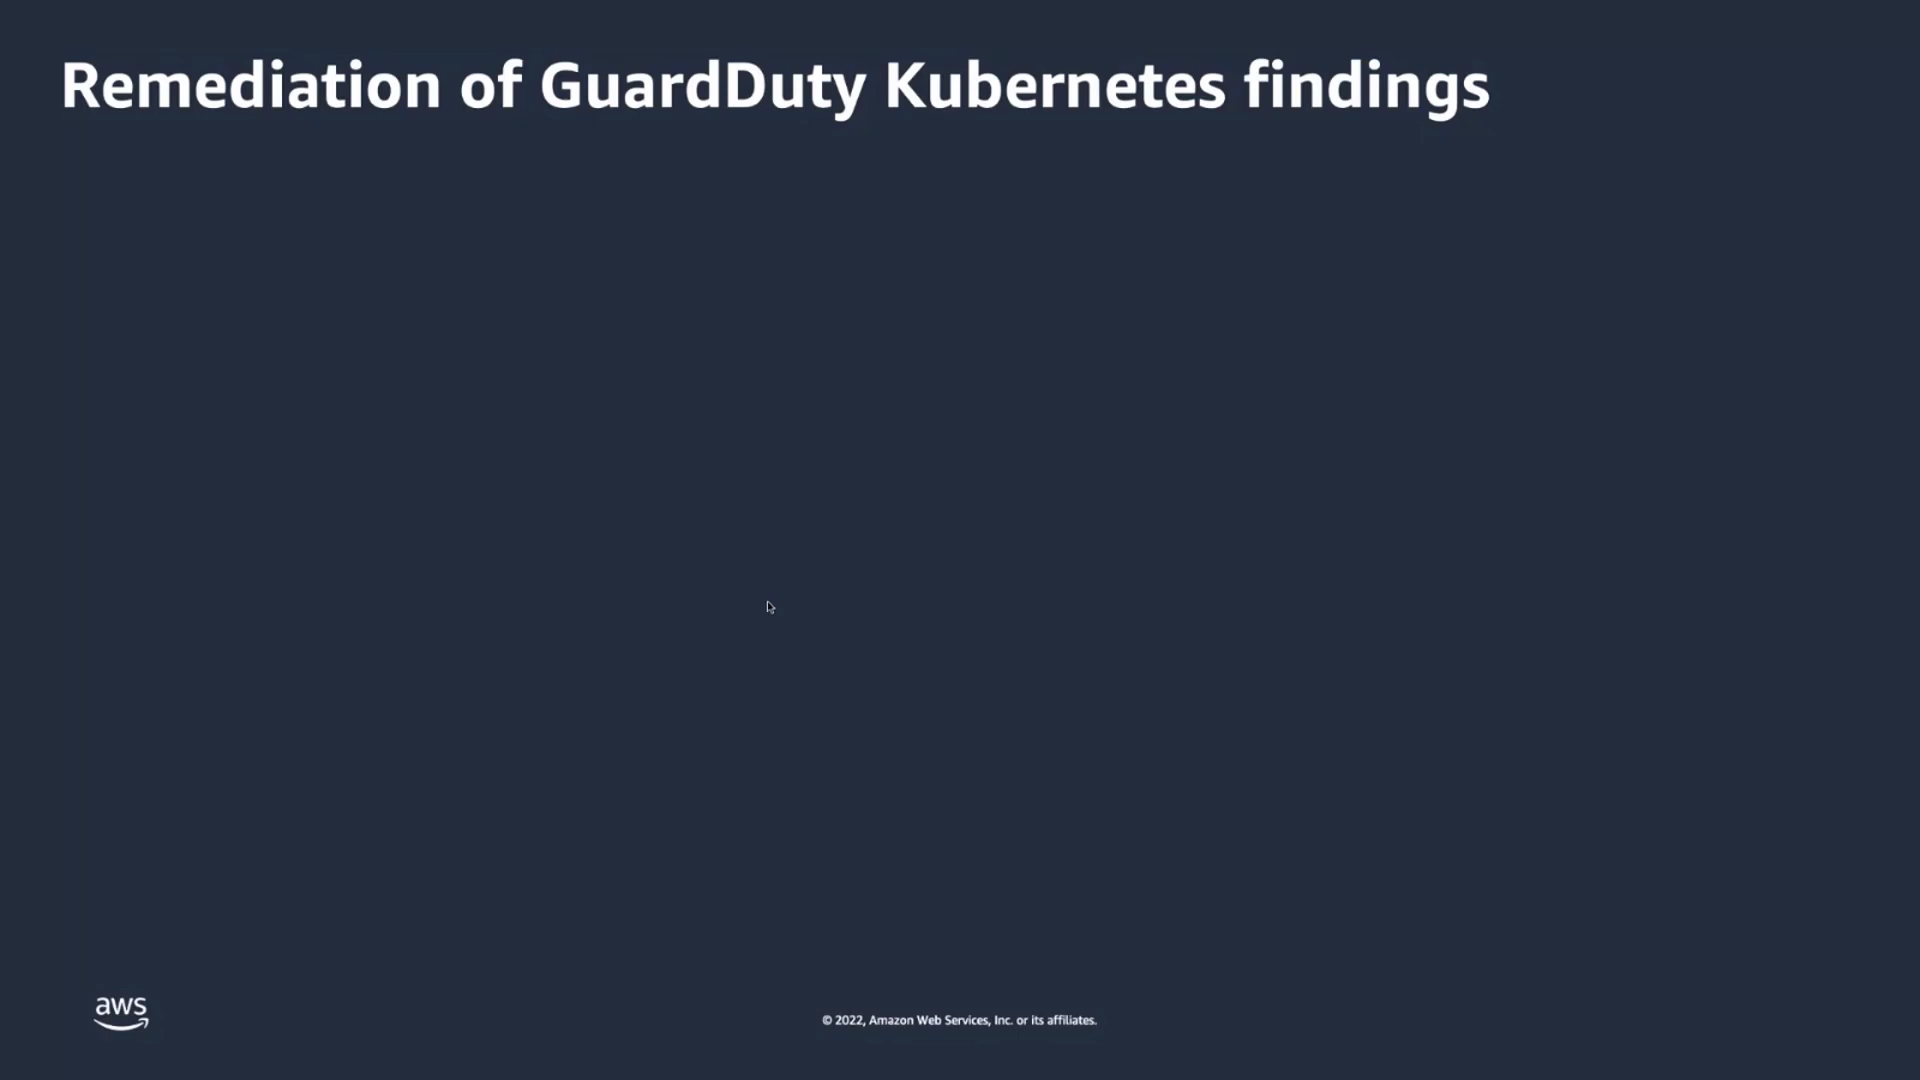 Remediation of GuardDuty Kubernetes findings
aws
© 2022, Amazon Web Services, Inc. or its affiliates.